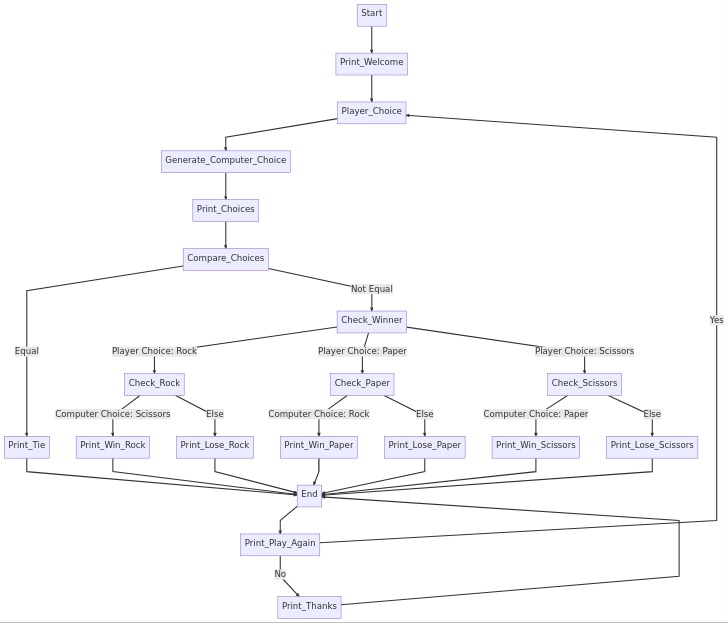 Start
Print_Welcome
Player_Choice
Generate_Computer_Choice
Print_Choices
Compare_Choices
Not Equal
Check_Winner
Yes
Equal
Player Choice: Rock
Player Choice: Paper
Player Choice: Scissors
Check_Rock
Check_Paper
Check_Scissors
Computer Choice: Scissors
Else
Computer Choice: Rock
Else
Computer Choice: Paper
Else
Print_Tie
Print_Win_Rock
Print_Lose_Rock
Print_Win_Paper
Print_Lose_Paper
Print_Win_Scissors
Print_Lose_Scissors
End
Print_Play_Again
No
Print_Thanks